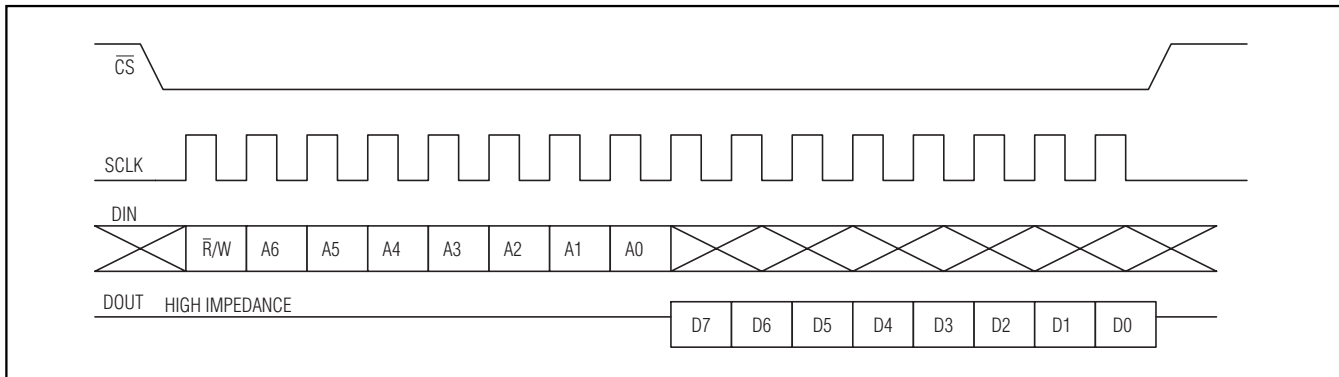 C̅S̅
SCLK
DIN
R̅/W A6 A5 A4 A3 A2 A1 A0
DOUT HIGH IMPEDANCE
D7 D6 D5 D4 D3 D2 D1 D0